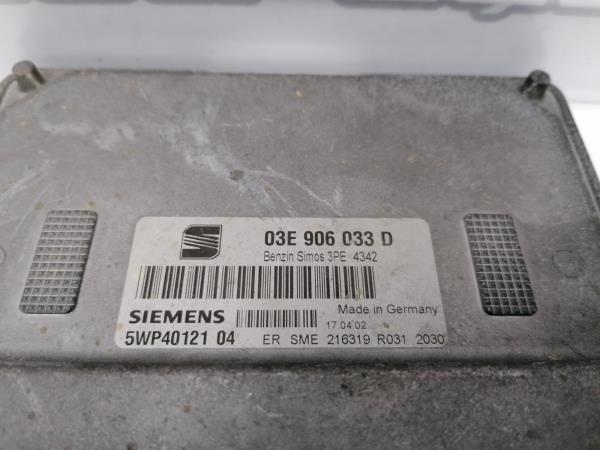 03E 906 033 D
Benzin Simos 3PE 4342
Made in Germany
SIEMENS
17.04.02
5WP40121 04 ER SME 216319 R031 2030